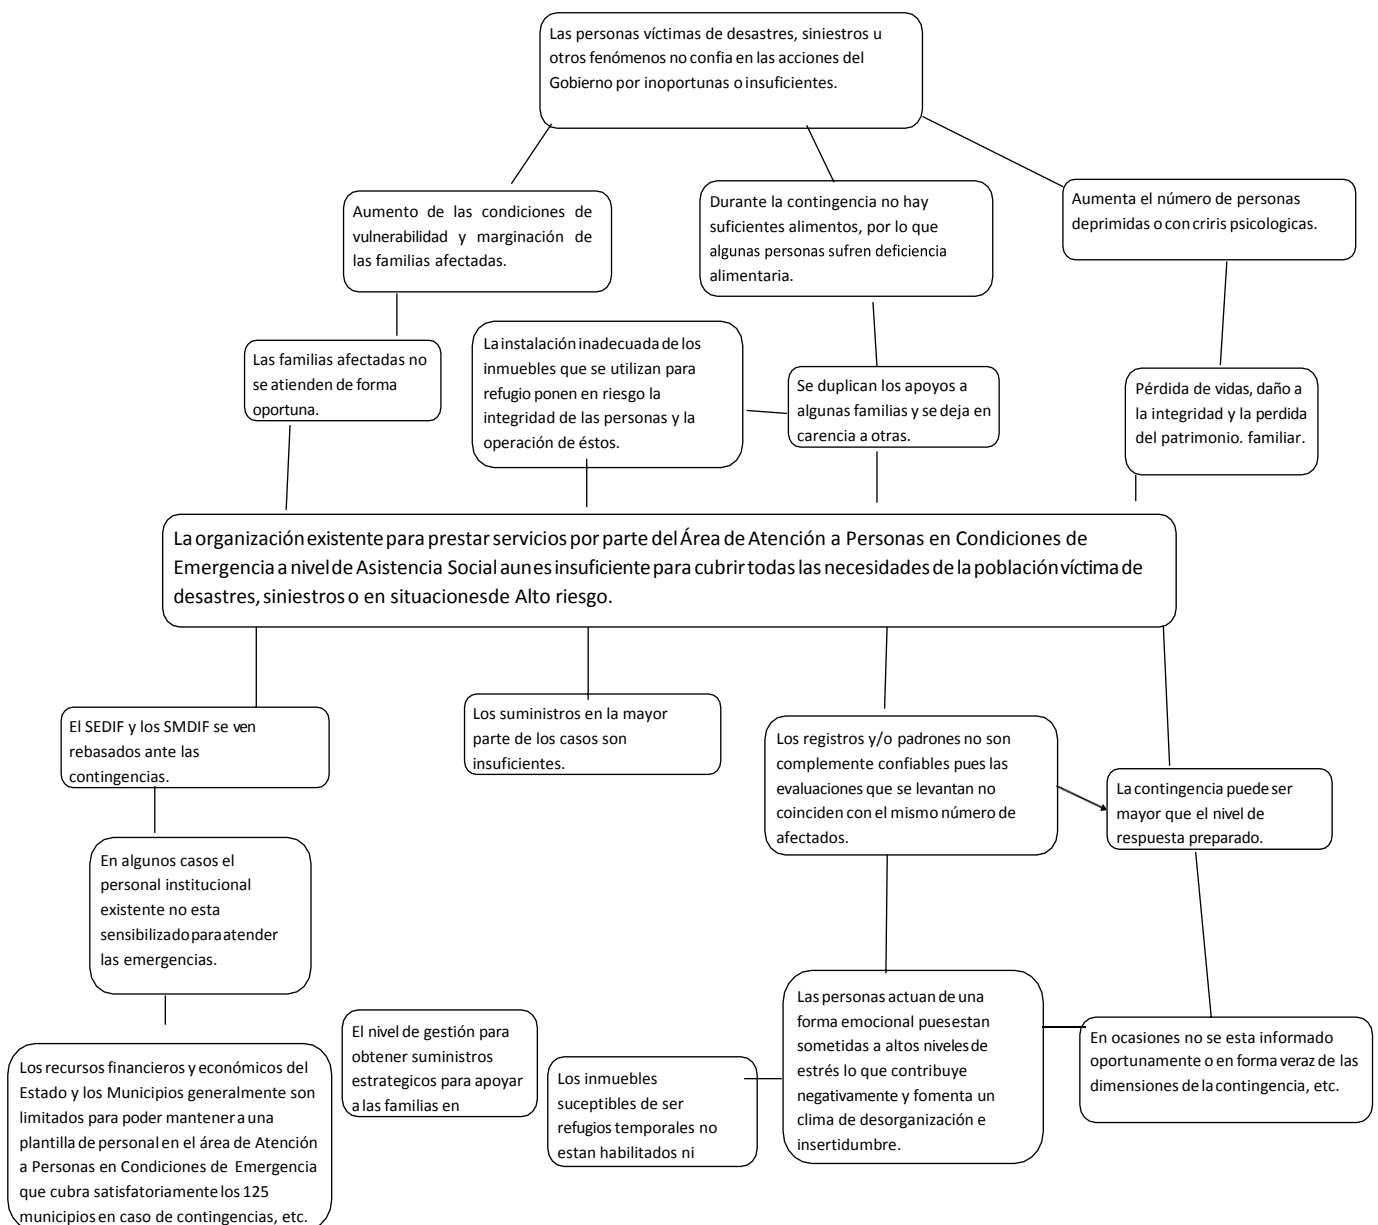 Las personas víctimas de desastres, siniestros u
otros fenómenos no confia en las acciones del
Gobierno por inoportunas o insuficientes.
Aumento de las condiciones de
vulnerabilidad y marginación de
las familias afectadas.
Durante la contingencia no hay
suficientes alimentos, por lo que
algunas personas sufren deficiencia
alimentaria.
Aumenta el número de personas
deprimidas o con criris psicologicas.
Las familias afectadas no
se atienden de forma
oportuna.
La instalación inadecuada de los
inmuebles que se utilizan para
refugio ponen en riesgo la
integridad de las personas y la
operación de éstos.
Se duplican los apoyos a
algunas familias y se deja en
carencia a otras.
Pérdida de vidas, daño a
la integridad y la perdida
del patrimonio. familiar.
La organización existente para prestar servicios por parte del Área de Atención a Personas en Condiciones de
Emergencia a nivel de Asistencia Social aun es insuficiente para cubrir todas las necesidades de la población víctima de
desastres, siniestros o en situaciones de Alto riesgo.
El SEDIF y los SMDIF se ven
rebasados ante las
contingencias.
Los suministros en la mayor
parte de los casos son
insuficientes.
Los registros y/o padrones no son
complemente confiables pues las
evaluaciones que se levantan no
coinciden con el mismo número de
afectados.
La contingencia puede ser
mayor que el nivel de
respuesta preparado.
En algunos casos el
personal institucional
existente no esta
sensibilizado para atender
las emergencias.
Los recursos financieros y económicos del
Estado y los Municipios generalmente son
limitados para poder mantener a una
plantilla de personal en el área de Atención
a Personas en Condiciones de Emergencia
que cubra satisfatoriamente los 125
municipios en caso de contingencias, etc.
El nivel de gestión para
obtener suministros
estrategicos para apoyar
a las familias en
Los inmuebles
suceptibles de ser
refugios temporales no
estan habilitados ni
Las personas actuan de una
forma emocional pues estan
sometidas a altos niveles de
estrés lo que contribuye
negativamente y fomenta un
clima de desorganización e
insertidumbre.
En ocasiones no se esta informado
oportunamente o en forma veraz de las
dimensiones de la contingencia, etc.